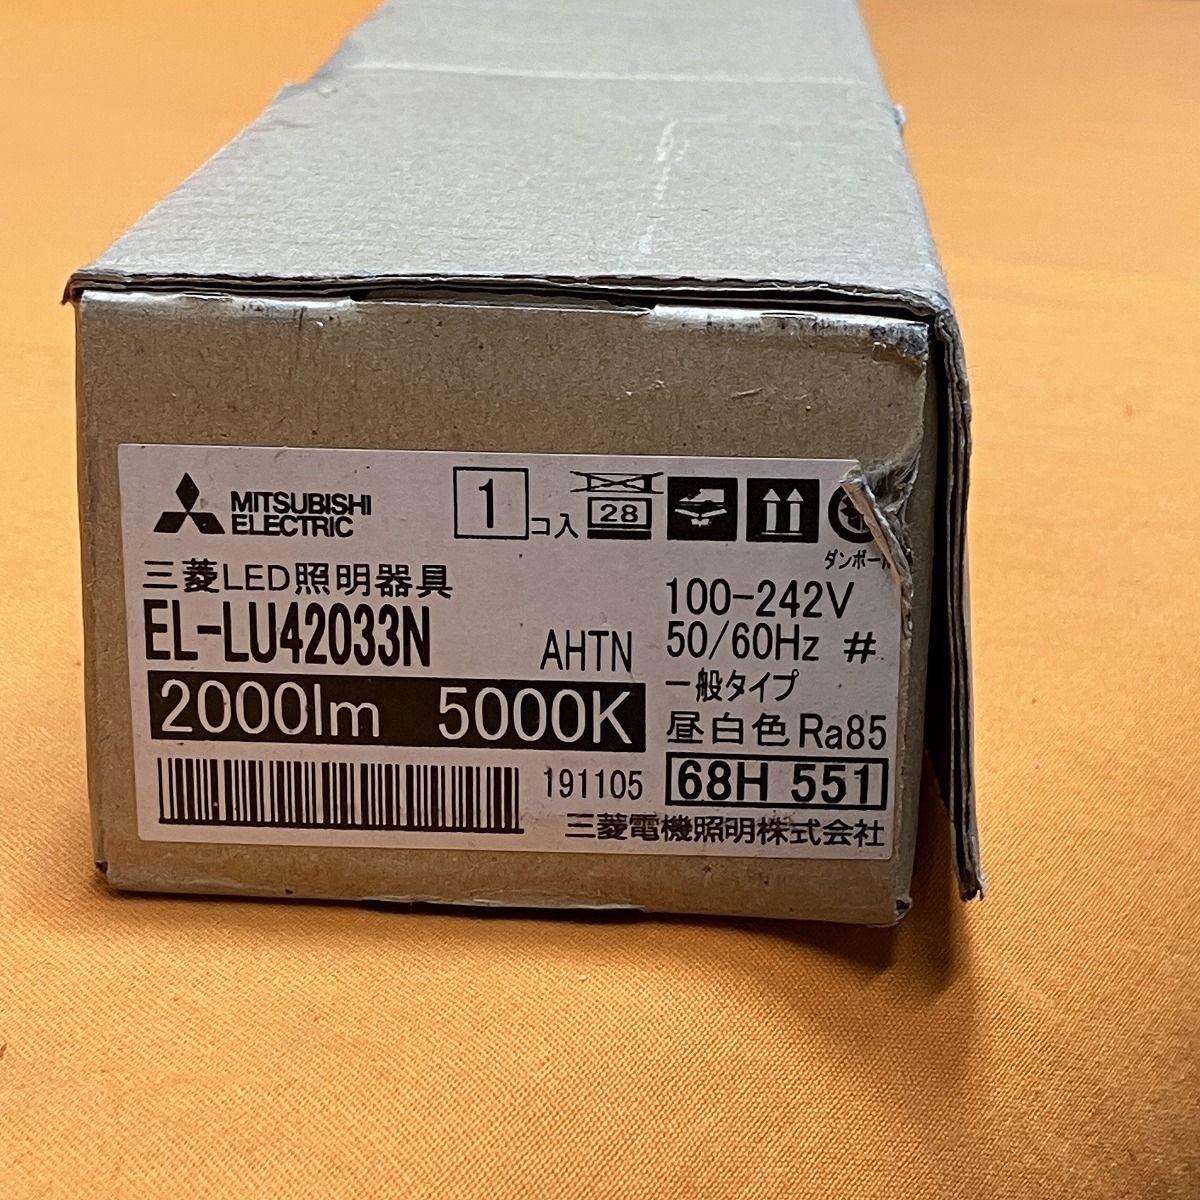 MITSUBISHI
ELECTRIC
1
コ入
28
ダンボール
三菱LED照明器具
EL-LU42033N
AHTN
100-242V
50/60Hz #
一般タイプ
2000lm 5000K
昼白色 Ra85
191105
68H 551
三菱電機照明株式会社